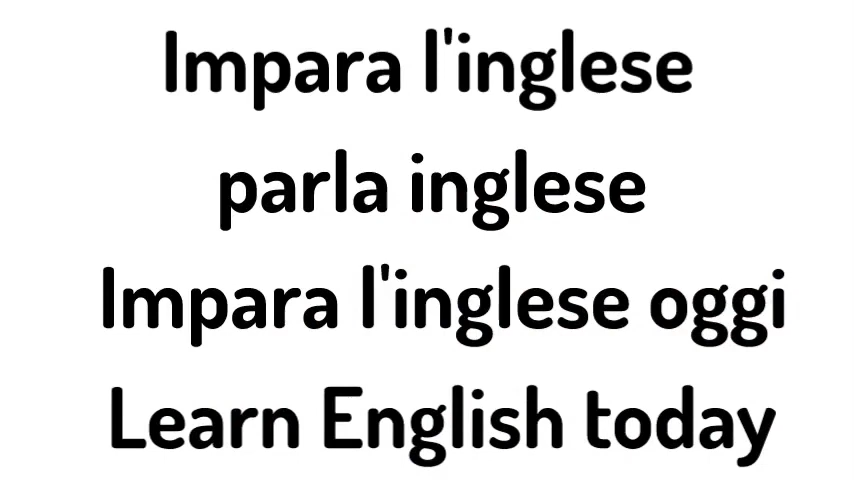 Impara l'inglese
parla inglese
Impara l'inglese oggi
Learn English today